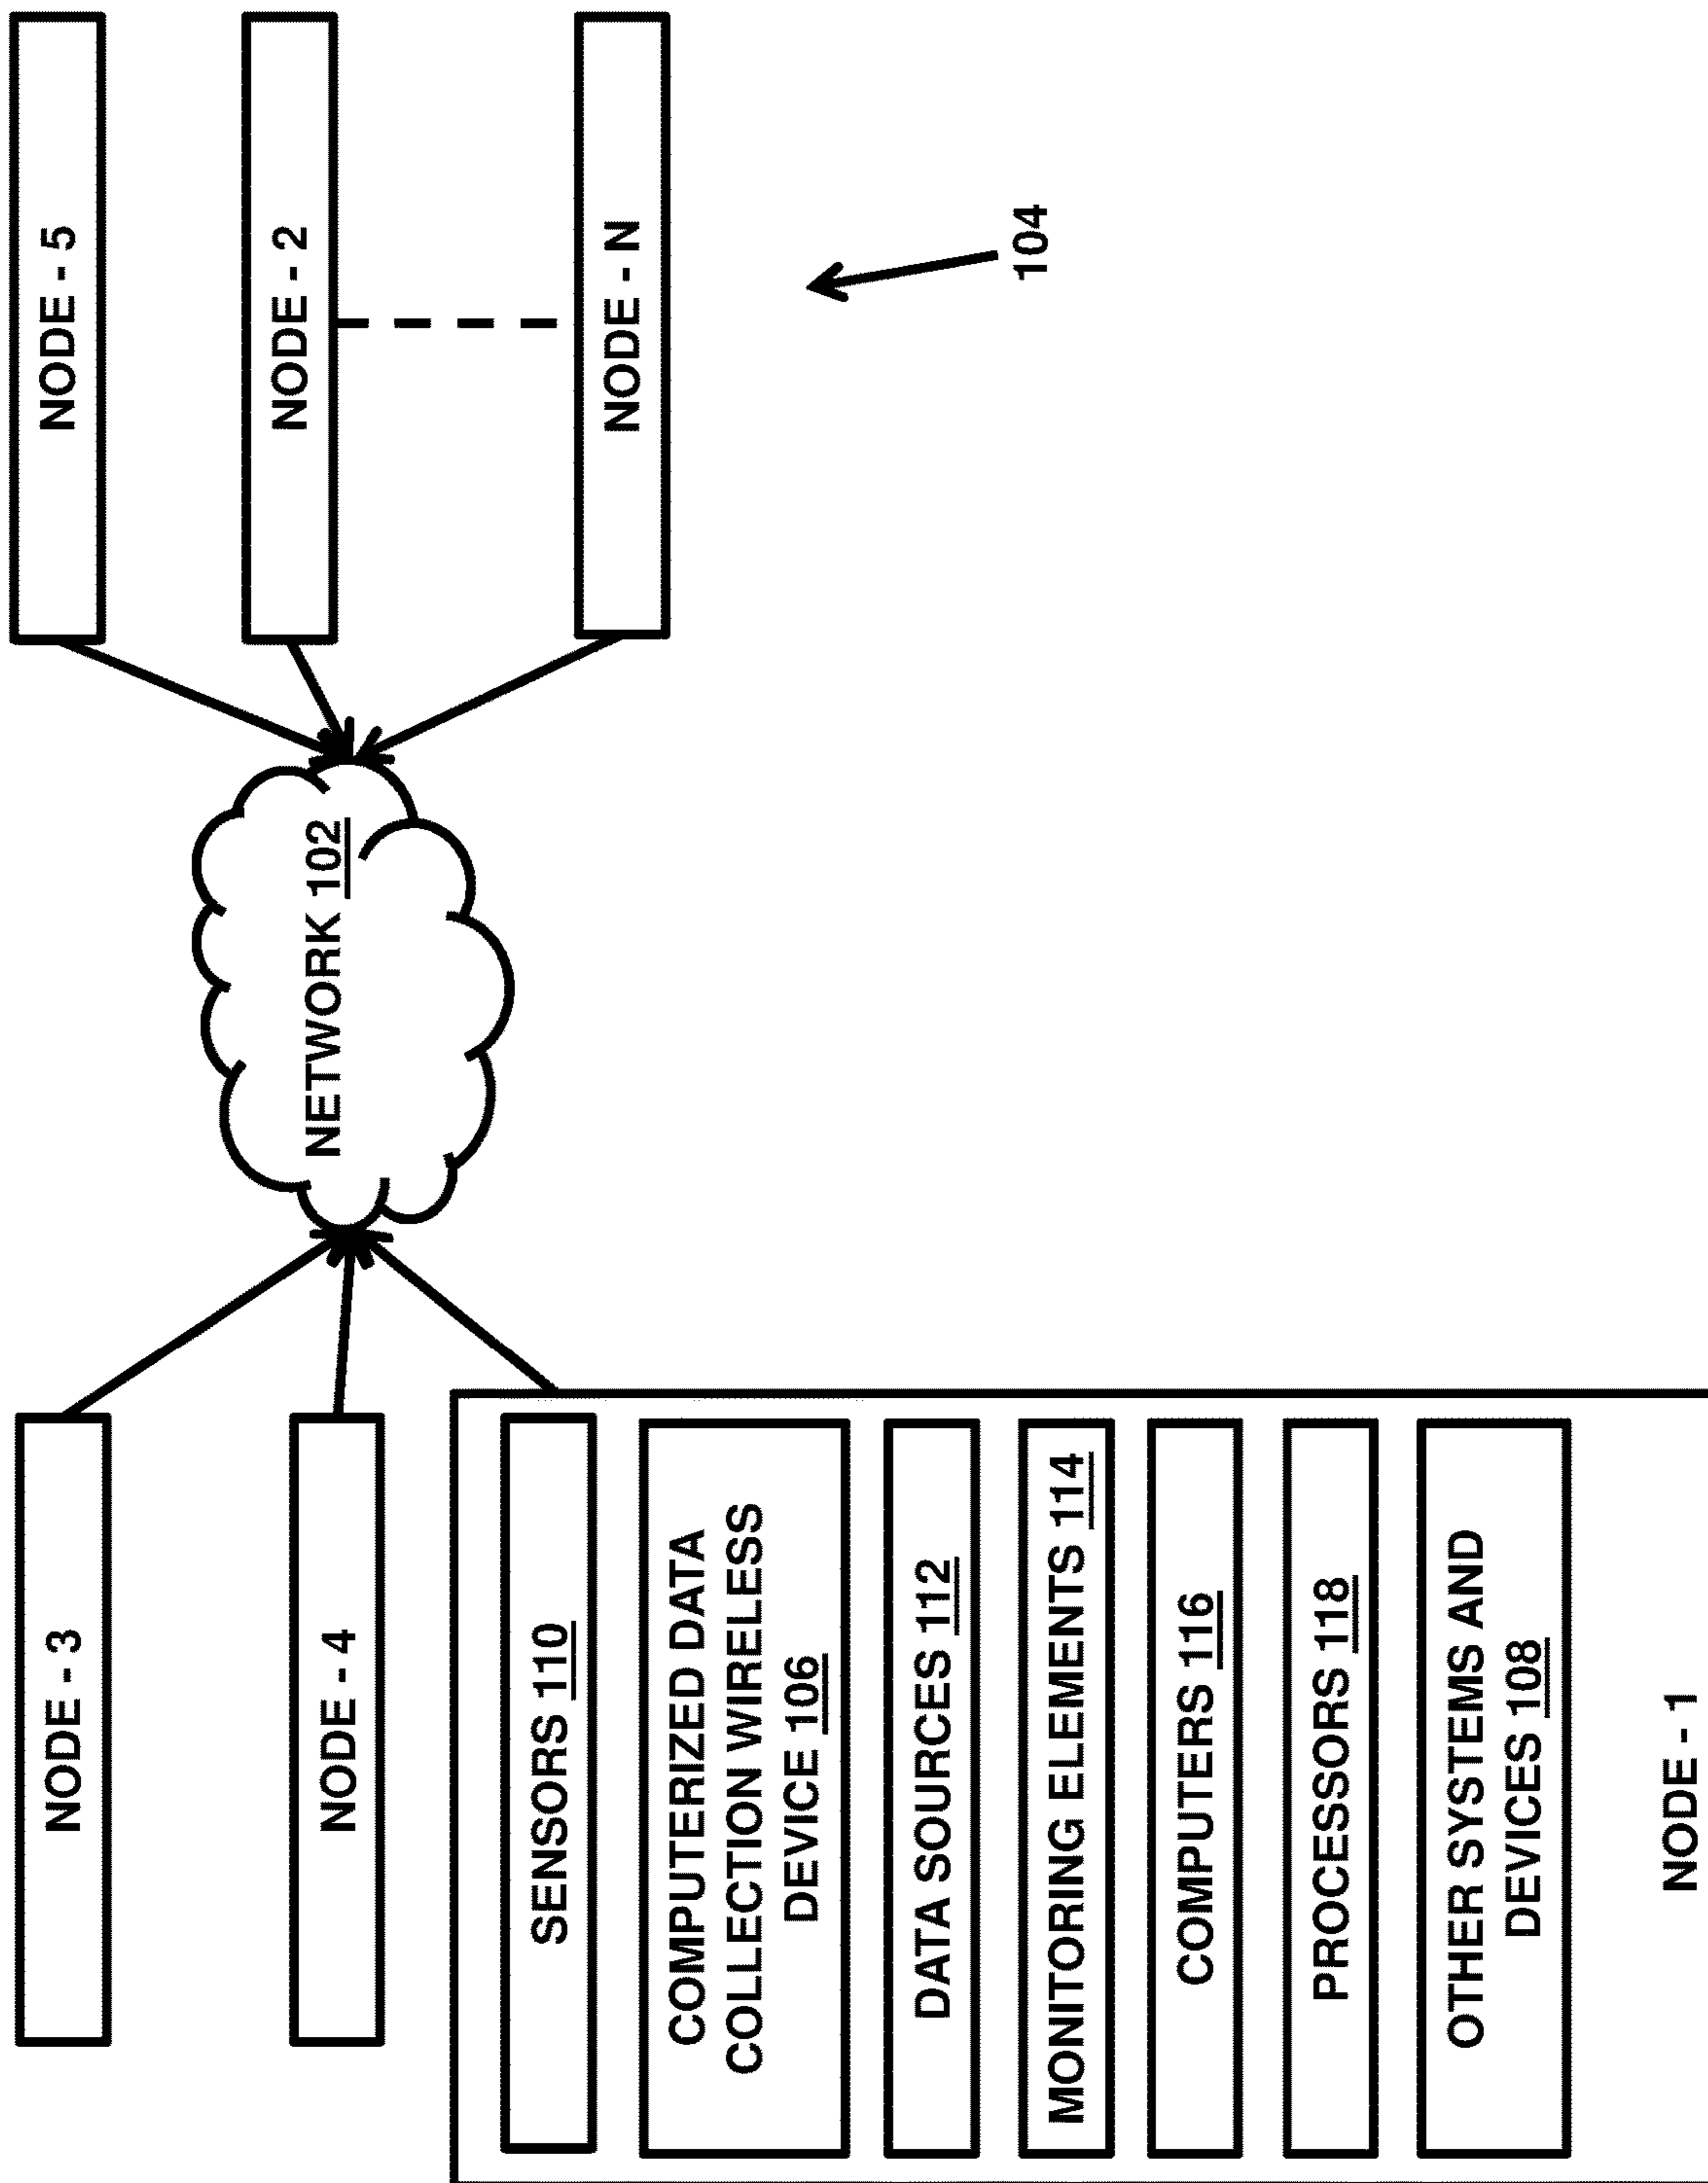 NODE - 3
NODE - 4
SENSORS 110
COMPUTERIZED DATA
COLLECTION WIRELESS
DEVICE 106
DATA SOURCES 112
MONITORING ELEMENTS 114
COMPUTERS 116
PROCESSORS 118
OTHER SYSTEMS AND
DEVICES 108
NODE - 1
NETWORK 102
NODE - 5
NODE - 2
NODE - N
104